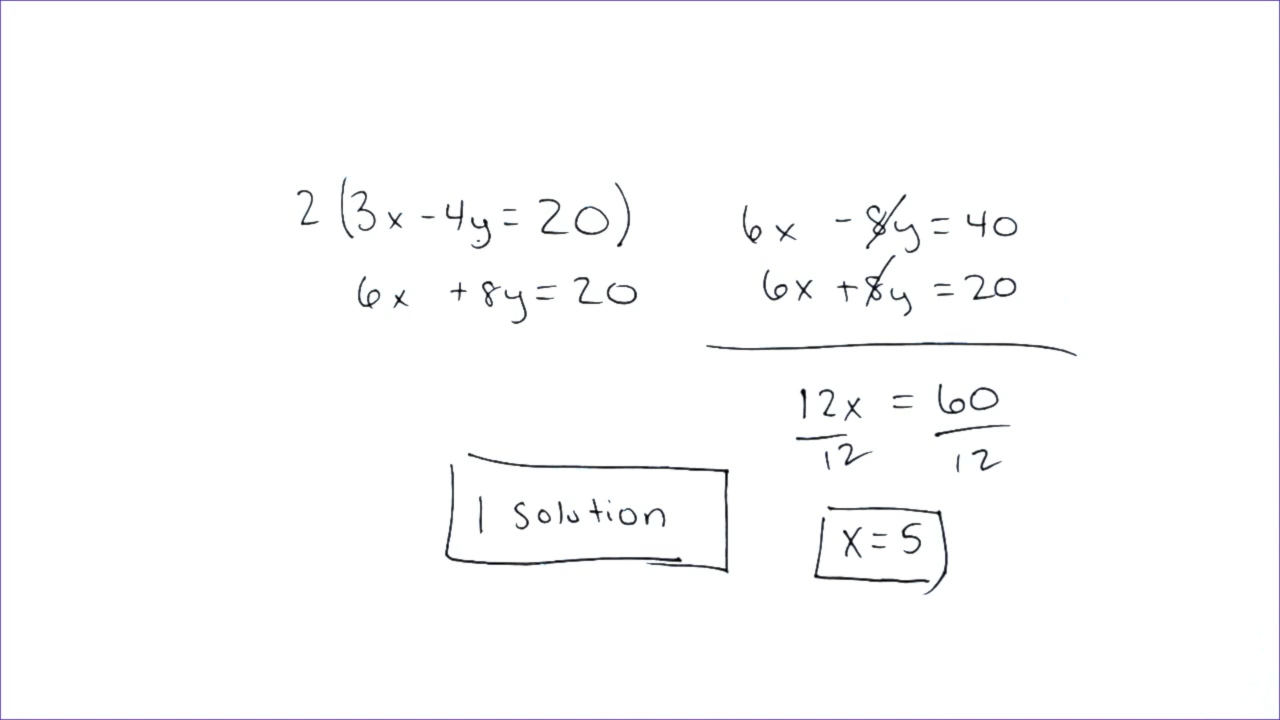 2(3x - 4y = 20)
6x + 8y = 20
6x - 8y = 40
6x + 8y = 20
12x = 60
12 12
x = 5
1 solution